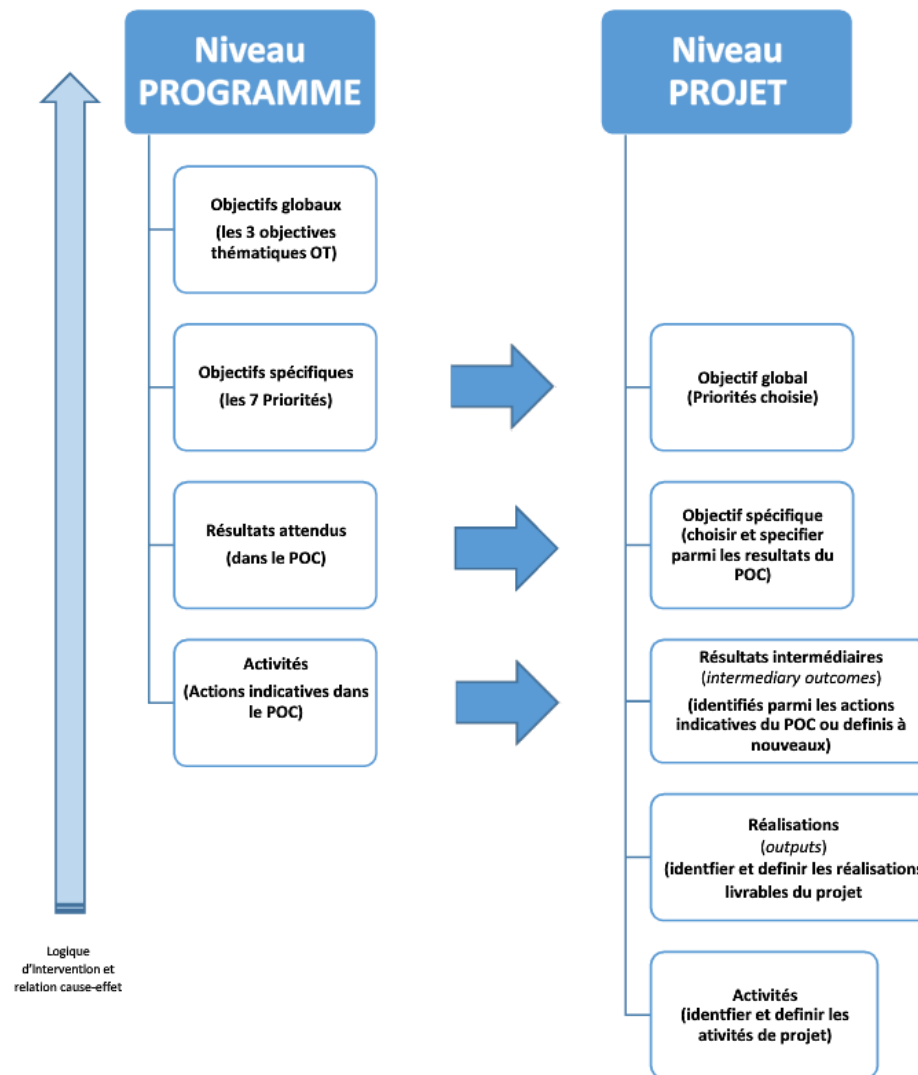 Niveau
PROGRAMME
Objectifs globaux
(les 3 objectives
thématiques OT)
Objectifs spécifiques
(les 7 Priorités)
Résultats attendus
(dans le POC)
Activités
(Actions indicatives dans
le POC)
Logique
d'intervention et
relation cause-effet
Niveau
PROJET
Objectif global
(Priorités choisie)
Objectif spécifique
(choisir et specifier
parmi les resultats du
POC)
Résultats intermédiaires
(intermediary outcomes)
(identifiés parmi les actions
indicatives du POC ou definis à
nouveaux)
Réalisations
(outputs)
(identfier et definir les réalisations
livrables du projet
Activités
(identfier et definir les
ativités de projet)